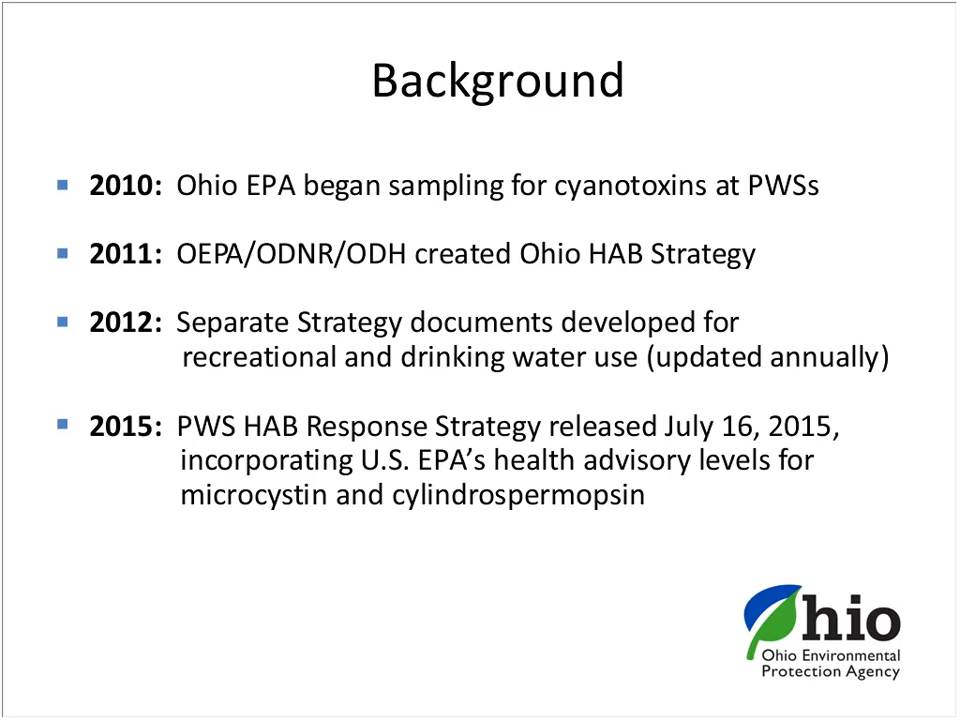 Background
▪ 2010: Ohio EPA began sampling for cyanotoxins at PWSs
▪ 2011: OEPA/ODNR/ODH created Ohio HAB Strategy
▪ 2012: Separate Strategy documents developed for
recreational and drinking water use (updated annually)
▪ 2015: PWS HAB Response Strategy released July 16, 2015,
incorporating U.S. EPA’s health advisory levels for
microcystin and cylindrospermopsin
Ohio
Ohio Environmental
Protection Agency